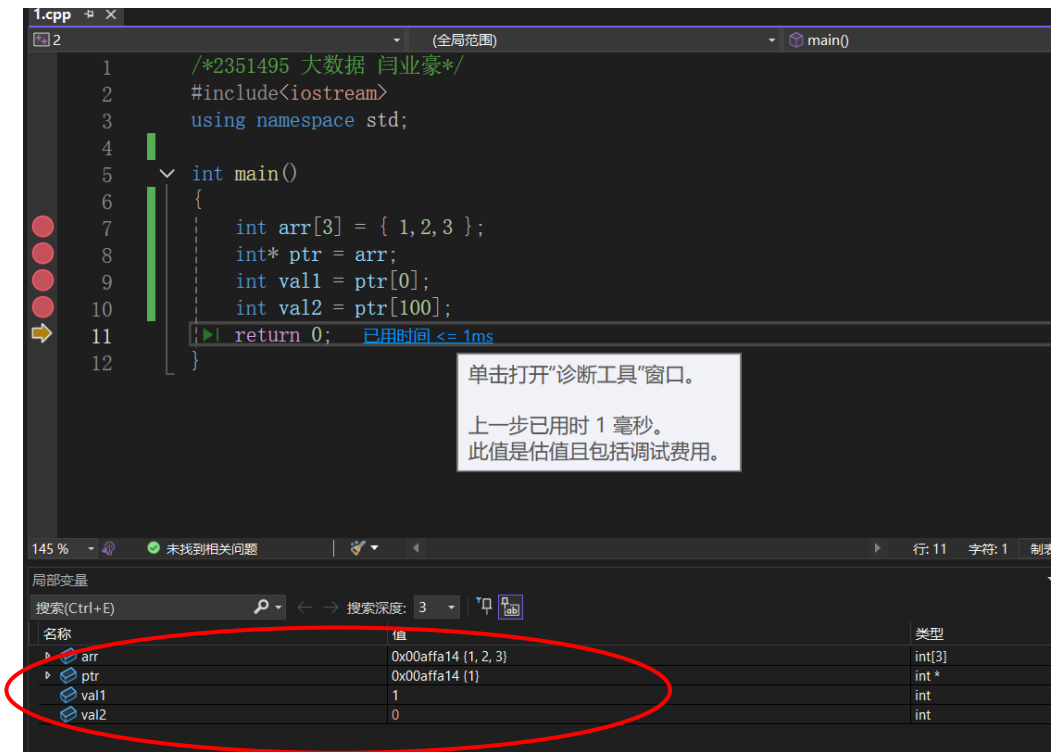 1.cpp
2 (全局范围) main()
1 /*2351495 大数据 闫业豪*/
2 #include<iostream>
3 using namespace std;
4
5 int main()
6 {
7 int arr[3] = { 1,2,3 };
8 int* ptr = arr;
9 int val1 = ptr[0];
10 int val2 = ptr[100];
11 return 0; 已用时间 <= 1ms
12 }
单击打开“诊断工具”窗口。
上一步已用时 1 毫秒。
此值是估值且包括调试费用。
145 % 未找到相关问题 行: 11 字符: 1 制表
局部变量
搜索(Ctrl+E) 搜索深度: 3
名称 值 类型
arr 0x00affa14 {1, 2, 3} int[3]
ptr 0x00affa14 {1} int *
val1 1 int
val2 0 int